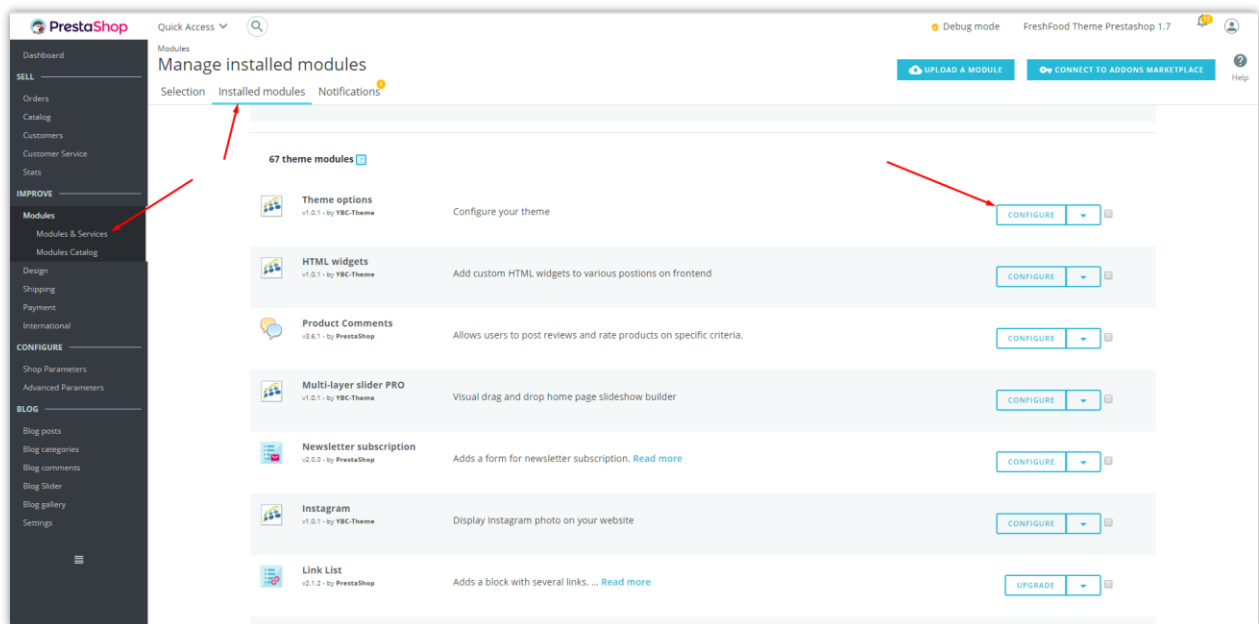 PrestaShop
Quick Access
Debug mode
FreshFood Theme Prestashop 1.7
Dashboard
SELL
Orders
Catalog
Customers
Customer Service
Stats
IMPROVE
Modules
Modules & Services
Modules Catalog
Design
Shipping
Payment
International
CONFIGURE
Shop Parameters
Advanced Parameters
BLOG
Blog posts
Blog categories
Blog comments
Blog Slider
Blog gallery
Settings
Modules
Manage installed modules
UPLOAD A MODULE
CONNECT TO ADDONS MARKETPLACE
Help
Selection Installed modules Notifications
67 theme modules ?
Theme options
v1.0.1 - by YBC-Theme
Configure your theme
CONFIGURE
HTML widgets
v1.0.1 - by YBC-Theme
Add custom HTML widgets to various postions on frontend
CONFIGURE
Product Comments
v3.6.1 - by PrestaShop
Allows users to post reviews and rate products on specific criteria.
CONFIGURE
Multi-layer slider PRO
v1.0.1 - by YBC-Theme
Visual drag and drop home page slideshow builder
CONFIGURE
Newsletter subscription
v2.0.0 - by PrestaShop
Adds a form for newsletter subscription. Read more
CONFIGURE
Instagram
v1.0.1 - by YBC-Theme
Display Instagram photo on your website
CONFIGURE
Link List
v2.1.2 - by PrestaShop
Adds a block with several links. ... Read more
UPGRADE